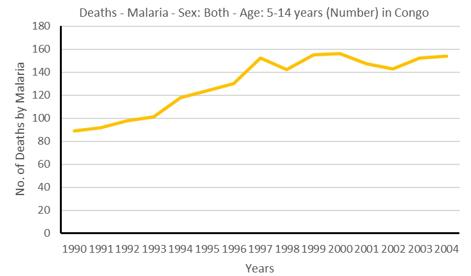 Deaths - Malaria - Sex: Both - Age: 5-14 years (Number) in Congo
180
160
140
120
100
80
60
40
20
0
No. of Deaths by Malaria
1990 1991 1992 1993 1994 1995 1996 1997 1998 1999 2000 2001 2002 2003 2004
Years